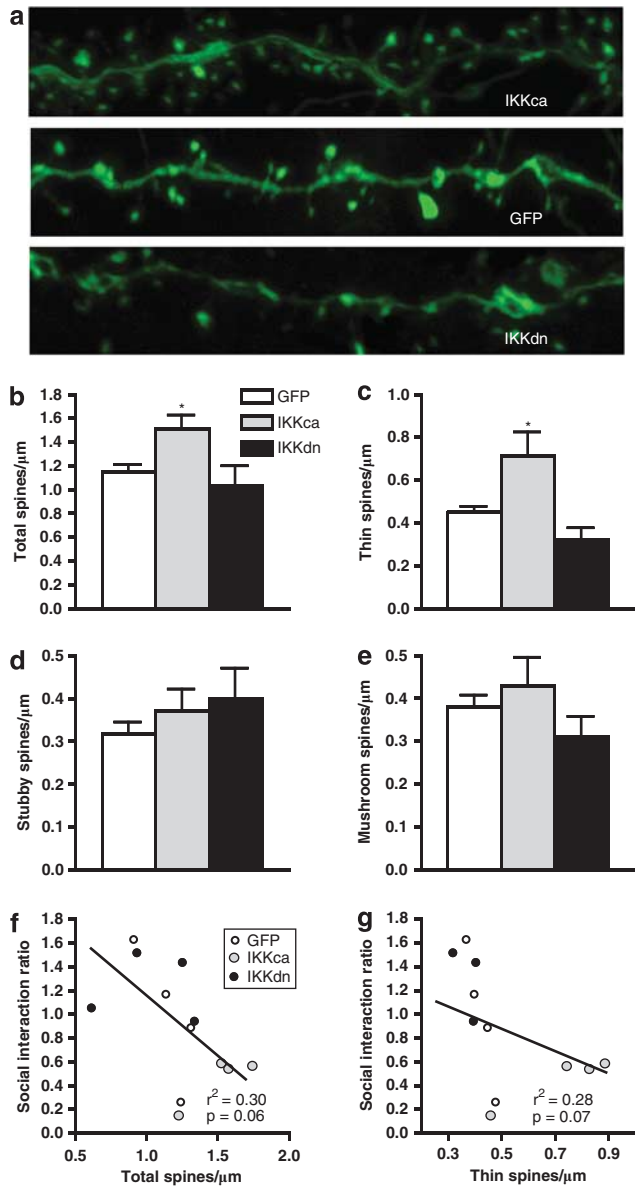 a
IKKca
GFP
IKKdn
b
Total spines/μm
1.8
1.6
1.4
1.2
1.0
0.8
0.6
0.4
0.2
0.0
*
GFP
IKKca
IKKdn
c
Thin spines/μm
1.0
0.8
0.6
0.4
0.2
0.0
*
d
Stubby spines/μm
0.5
0.4
0.3
0.2
0.1
0.0
e
Mushroom spines/μm
0.5
0.4
0.3
0.2
0.1
0.0
f
Social interaction ratio
1.8
1.6
1.4
1.2
1.0
0.8
0.6
0.4
0.2
0.0
GFP
IKKca
IKKdn
r² = 0.30
p = 0.06
0.5 1.0 1.5 2.0
Total spines/μm
g
Social interaction ratio
1.8
1.6
1.4
1.2
1.0
0.8
0.6
0.4
0.2
0.0
r² = 0.28
p = 0.07
0.3 0.5 0.7 0.9
Thin spines/μm